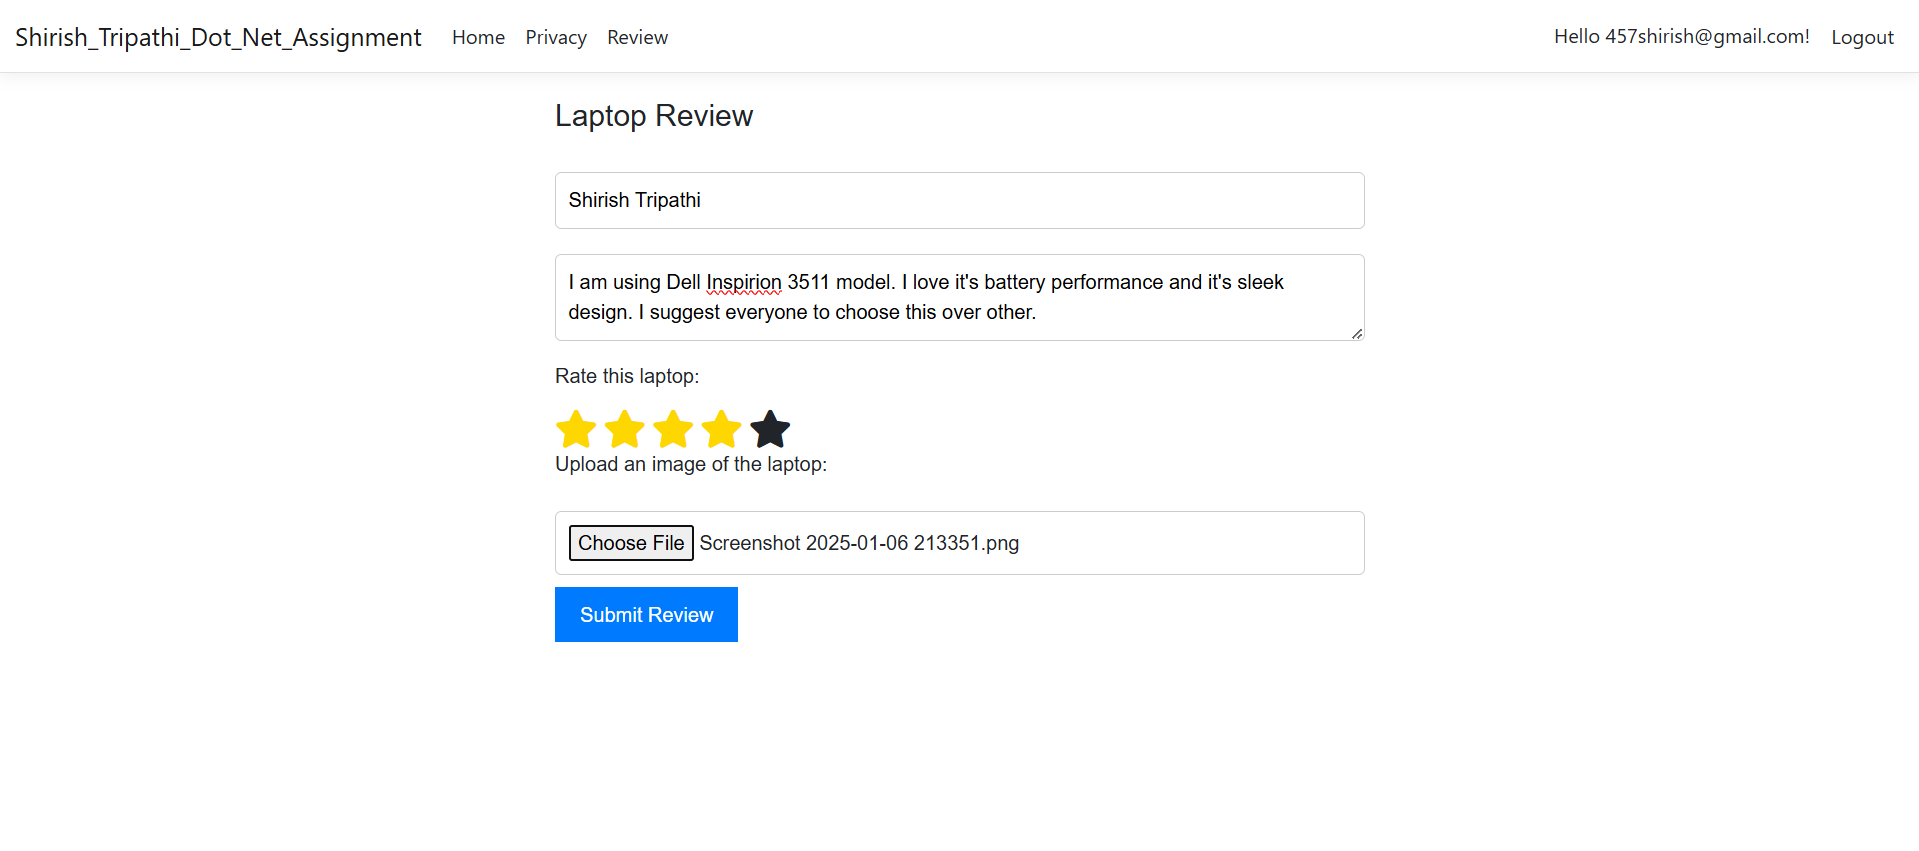 Shirish_Tripathi_Dot_Net_Assignment Home Privacy Review Hello 457shirish@gmail.com! Logout
Laptop Review
Shirish Tripathi
I am using Dell Inspirion 3511 model. I love it's battery performance and it's sleek
design. I suggest everyone to choose this over other.
Rate this laptop:
Upload an image of the laptop:
Choose File Screenshot 2025-01-06 213351.png
Submit Review